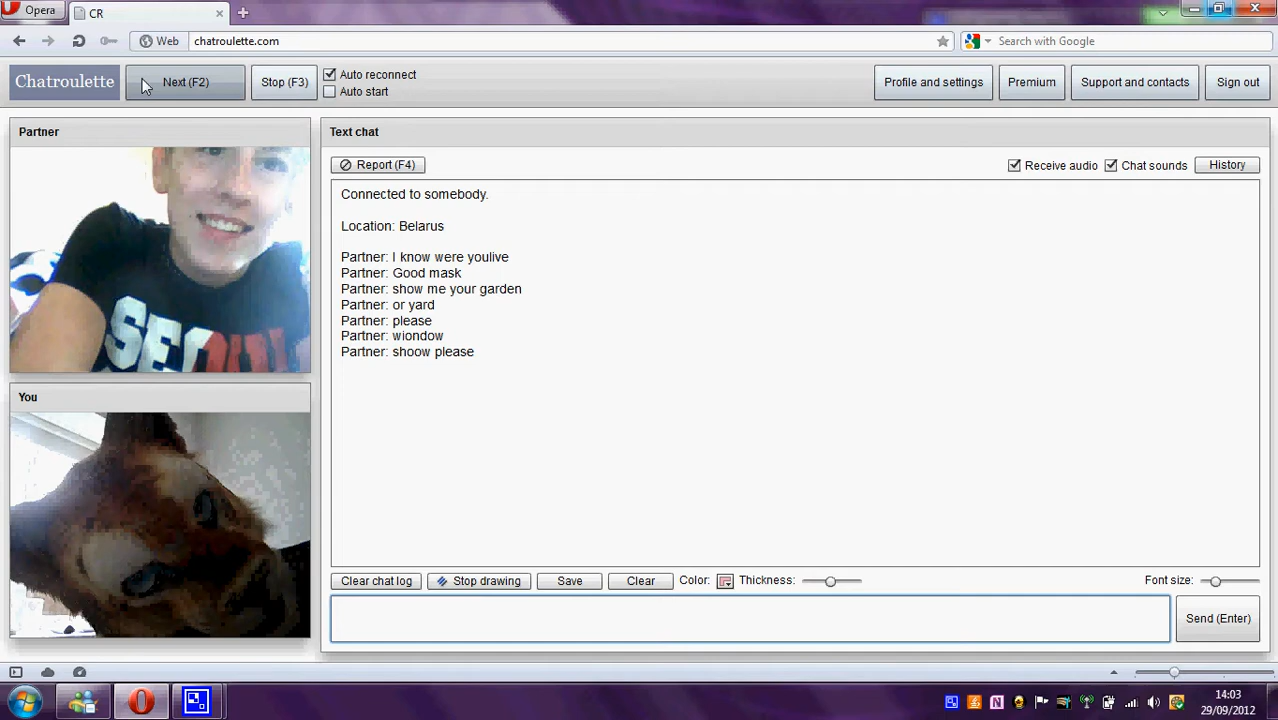 Opera
CR
Web
chatroulette.com
Search with Google
Chatroulette
Next (F2)
Stop (F3)
Auto reconnect
Auto start
Profile and settings
Premium
Support and contacts
Sign out
Partner
Text chat
Report (F4)
Receive audio
Chat sounds
History
Connected to somebody.
Location: Belarus
Partner: I know were youlive
Partner: Good mask
Partner: show me your garden
Partner: or yard
Partner: please
Partner: wiondow
Partner: shoow please
You
Clear chat log
Stop drawing
Save
Clear
Color:
Thickness:
Font size:
Send (Enter)
14:03
29/09/2012